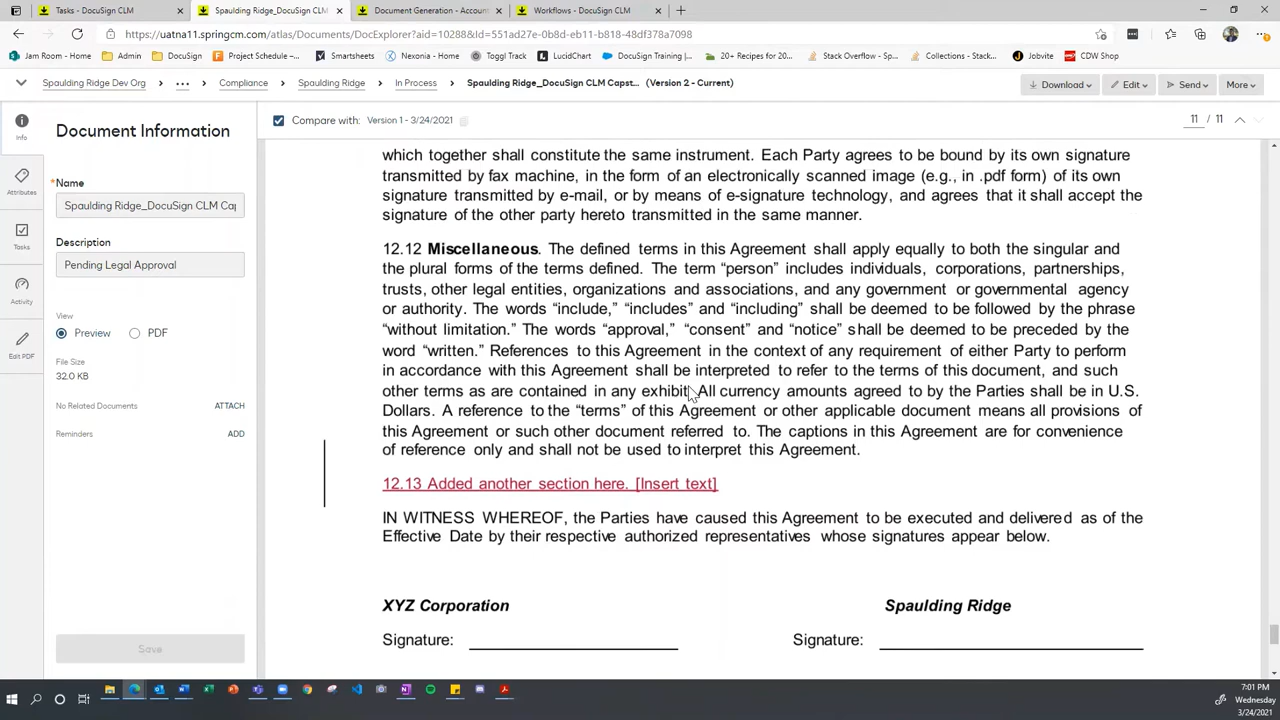 Tasks - DocuSign CLM
Spaulding Ridge_DocuSign CLM
Document Generation - Account
Workflows - DocuSign CLM
https://uatna11.springcm.com/atlas/Documents/DocExplorer?aid=10288&Id=551ad27e-0b8d-eb11-b818-48df378a7098
Jam Room - Home
Admin
DocuSign
Project Schedule -...
Smartsheets
Nexonia - Home
Toggl Track
LucidChart
DocuSign Training |...
20+ Recipes for 20...
Stack Overflow - Sp...
Collections - Stack...
Jobvite
CDW Shop
Spaulding Ridge Dev Org
Compliance
Spaulding Ridge
In Process
Spaulding Ridge_DocuSign CLM Capst... (Version 2 - Current)
Download
Edit
Send
More
Info
Attributes
Tasks
Activity
Edit PDF
Document Information
* Name
Spaulding Ridge_DocuSign CLM Cap
Description
Pending Legal Approval
View
Preview
PDF
File Size
32.0 KB
No Related Documents
ATTACH
Reminders
ADD
Save
Compare with: Version 1 - 3/24/2021
11 / 11
which together shall constitute the same instrument. Each Party agrees to be bound by its own signature
transmitted by fax machine, in the form of an electronically scanned image (e.g., in .pdf form) of its own
signature transmitted by e-mail, or by means of e-signature technology, and agrees that it shall accept the
signature of the other party hereto transmitted in the same manner.
12.12 Miscellaneous. The defined terms in this Agreement shall apply equally to both the singular and
the plural forms of the terms defined. The term “person” includes individuals, corporations, partnerships,
trusts, other legal entities, organizations and associations, and any government or governmental agency
or authority. The words “include,” “includes” and “including” shall be deemed to be followed by the phrase
“without limitation.” The words “approval,” “consent” and “notice” shall be deemed to be preceded by the
word “written.” References to this Agreement in the context of any requirement of either Party to perform
in accordance with this Agreement shall be interpreted to refer to the terms of this document, and such
other terms as are contained in any exhibit. All currency amounts agreed to by the Parties shall be in U.S.
Dollars. A reference to the “terms” of this Agreement or other applicable document means all provisions of
this Agreement or such other document referred to. The captions in this Agreement are for convenience
of reference only and shall not be used to interpret this Agreement.
12.13 Added another section here. [Insert text]
IN WITNESS WHEREOF, the Parties have caused this Agreement to be executed and delivered as of the
Effective Date by their respective authorized representatives whose signatures appear below.
XYZ Corporation
Spaulding Ridge
Signature:
Signature:
7:01 PM
Wednesday
3/24/2021